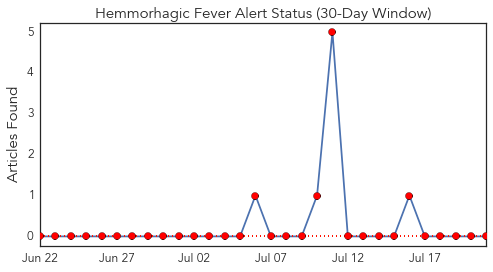 Hemmorhagic Fever Alert Status (30-Day Window)
Articles Found
5
4
3
2
1
0
Jun 22 Jun 27 Jul 02 Jul 07 Jul 12 Jul 17